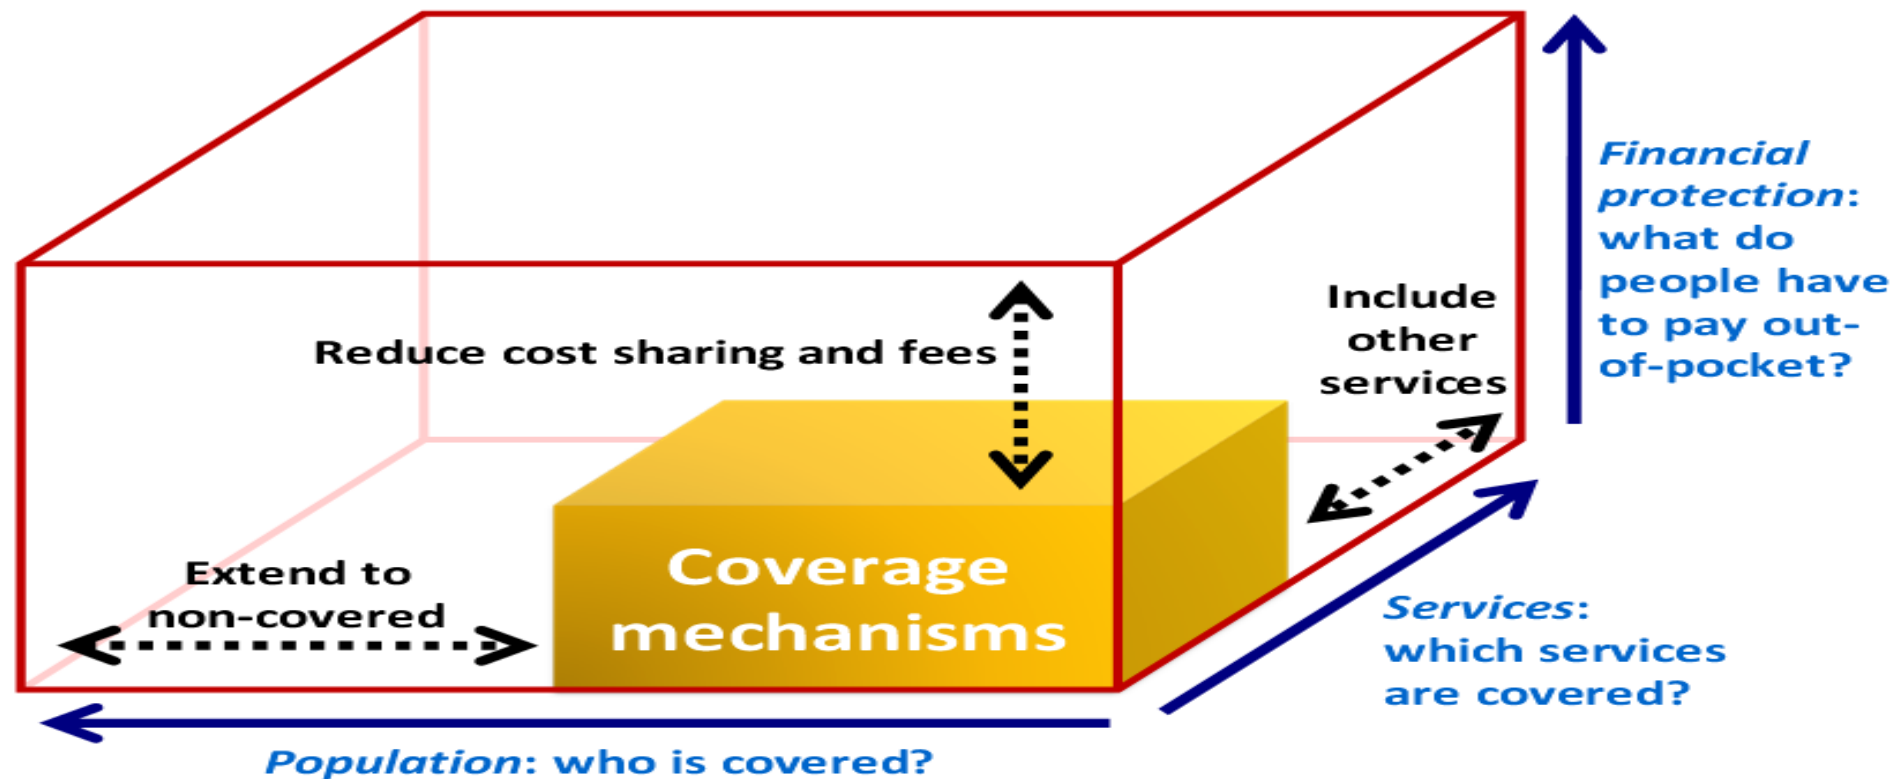 Financial
protection:
what do
people have
to pay out-
of-pocket?
Include
other
services
Reduce cost sharing and fees
Extend to
non-covered
Coverage
mechanisms
Services:
which services
are covered?
Population: who is covered?